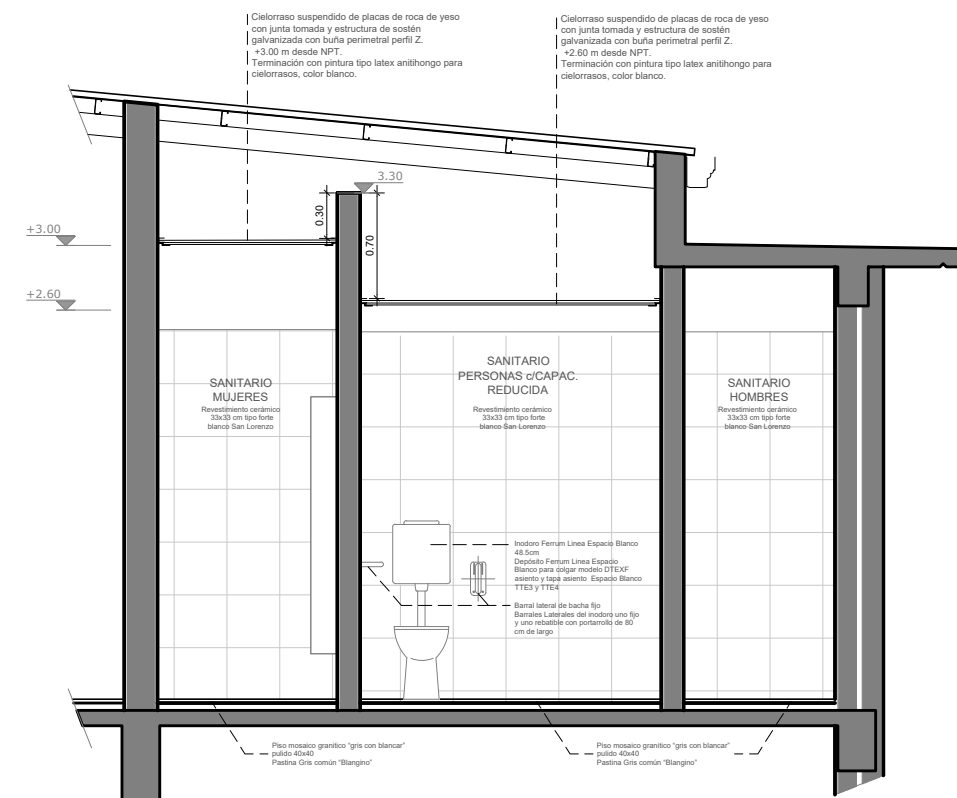 Cielorraso suspendido de placas de roca de yeso
con junta tomada y estructura de sostén
galvanizada con buña perimetral perfil Z.
+3.00 m desde NPT.
Terminación con pintura tipo latex anitihongo para
cielorrasos, color blanco.
Cielorraso suspendido de placas de roca de yeso
con junta tomada y estructura de sostén
galvanizada con buña perimetral perfil Z.
+2.60 m desde NPT.
Terminación con pintura tipo latex anitihongo para
cielorrasos, color blanco.
3.30
0.30
0.70
+3.00
+2.60
SANITARIO
MUJERES
Revestimiento cerámico
33x33 cm tipo forte
blanco San Lorenzo
SANITARIO
PERSONAS c/CAPAC.
REDUCIDA
Revestimiento cerámico
33x33 cm tipo forte
blanco San Lorenzo
SANITARIO
HOMBRES
Revestimiento cerámico
33x33 cm tipo forte
blanco San Lorenzo
Inodoro Ferrum Linea Espacio Blanco
48.5cm
Depósito Ferrum Linea Espacio
Blanco para colgar modelo DTEXF
asiento y tapa asiento Espacio Blanco
TTE3 y TTE4
Barral lateral de bacha fijo
Barrales Laterales del inodoro uno fijo
y uno rebatible con portarrollo de 80
cm de largo
Piso mosaico granitico "gris con blancar"
pulido 40x40
Pastina Gris común "Blangino"
Piso mosaico granitico "gris con blancar"
pulido 40x40
Pastina Gris común "Blangino"